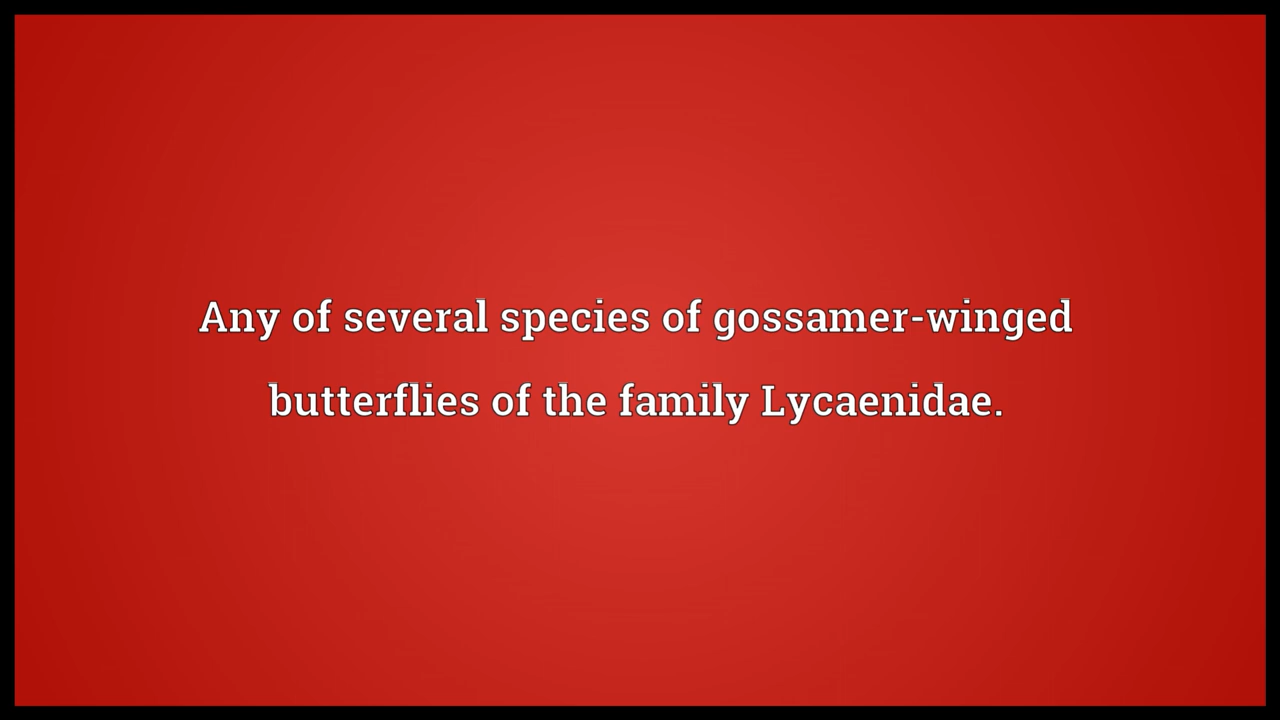 Any of several species of gossamer-winged
butterflies of the family Lycaenidae.